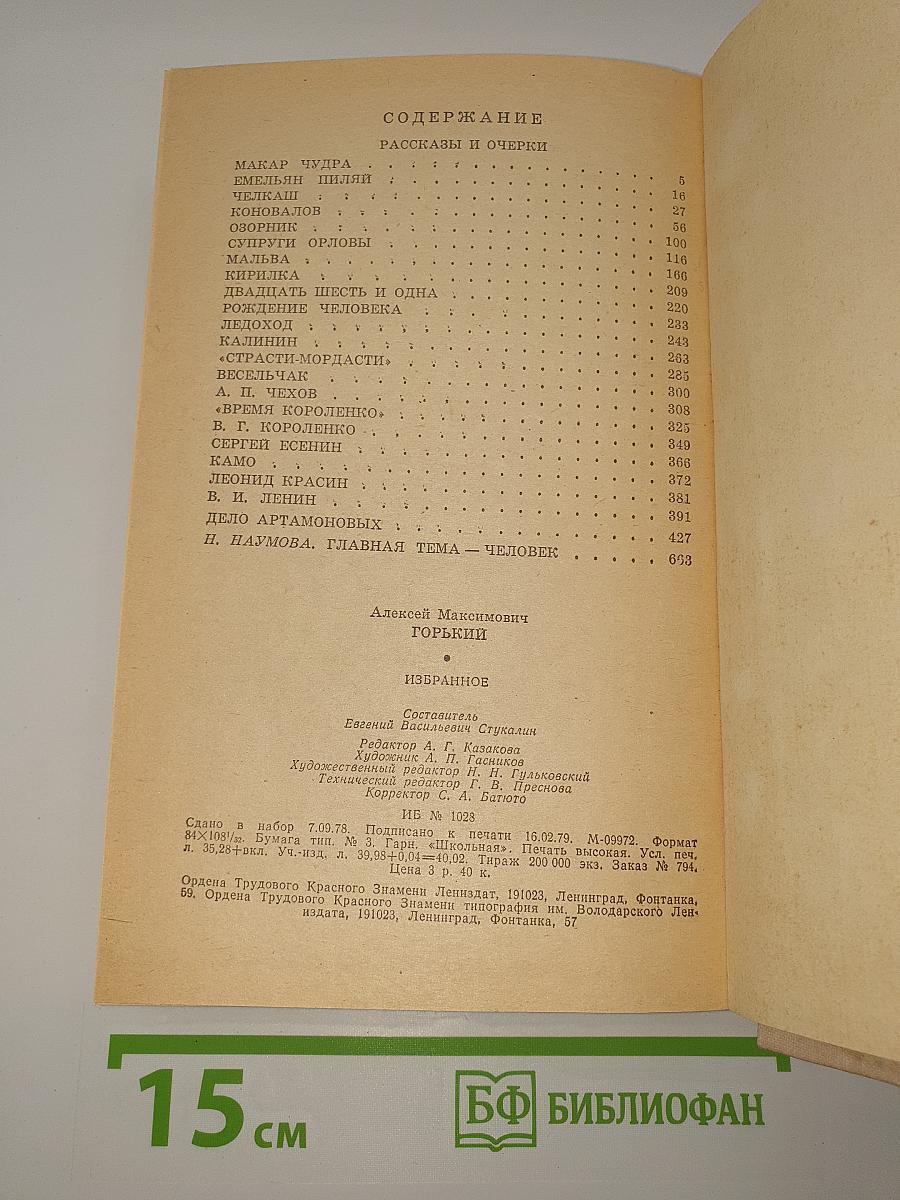 СОДЕРЖАНИЕ
РАССКАЗЫ И ОЧЕРКИ
МАКАР ЧУДРА . . . . . . . . . . . . . . . . 5
ЕМЕЛЬЯН ПИЛЯЙ . . . . . . . . . . . . . . . . 16
ЧЕЛКАШ . . . . . . . . . . . . . . . . 27
КОНОВАЛОВ . . . . . . . . . . . . . . . . 56
ОЗОРНИК . . . . . . . . . . . . . . . . 100
СУПРУГИ ОРЛОВЫ . . . . . . . . . . . . . . . . 116
МАЛЬВА . . . . . . . . . . . . . . . . 166
КИРИЛКА . . . . . . . . . . . . . . . . 209
ДВАДЦАТЬ ШЕСТЬ И ОДНА . . . . . . . . . . . . 220
РОЖДЕНИЕ ЧЕЛОВЕКА . . . . . . . . . . . . . . 233
ЛЕДОХОД . . . . . . . . . . . . . . . . 243
КАЛИНИН . . . . . . . . . . . . . . . . 263
«СТРАСТИ-МОРДАСТИ» . . . . . . . . . . . . . . 285
ВЕСЕЛЬЧАК . . . . . . . . . . . . . . . . 300
А. П. ЧЕХОВ . . . . . . . . . . . . . . . . 308
«ВРЕМЯ КОРОЛЕНКО» . . . . . . . . . . . . . . 325
В. Г. КОРОЛЕНКО . . . . . . . . . . . . . . . . 349
СЕРГЕЙ ЕСЕНИН . . . . . . . . . . . . . . . . 366
КАМО . . . . . . . . . . . . . . . . 372
ЛЕОНИД КРАСИН . . . . . . . . . . . . . . . . 381
В. И. ЛЕНИН . . . . . . . . . . . . . . . . 391
ДЕЛО АРТАМОНОВЫХ . . . . . . . . . . . . . . 427
Н. НАУМОВА. ГЛАВНАЯ ТЕМА — ЧЕЛОВЕК . . . . . 663
Алексей Максимович
ГОРЬКИЙ
•
ИЗБРАННОЕ
Составитель
Евгений Васильевич Стукалин
Редактор А. Г. Казакова
Художник А. П. Гасников
Художественный редактор Н. Н. Гульковский
Технический редактор Г. В. Преснова
Корректор С. А. Батюто
ИБ № 1028
Сдано в набор 7.09.78. Подписано к печати 16.02.79. М-09972. Формат
84×108¹/₃₂. Бумага тип. № 3. Гарн. «Школьная». Печать высокая. Усл. печ.
л. 35,28+вкл. Уч.-изд. л. 39,98+0,04=40,02. Тираж 200 000 экз. Заказ № 794.
Цена 3 р. 40 к.
Ордена Трудового Красного Знамени Лениздат, 191023, Ленинград, Фонтанка,
59. Ордена Трудового Красного Знамени типография им. Володарского Лен-
издата, 191023, Ленинград, Фонтанка, 57
15 см
БФ БИБЛИОФАН